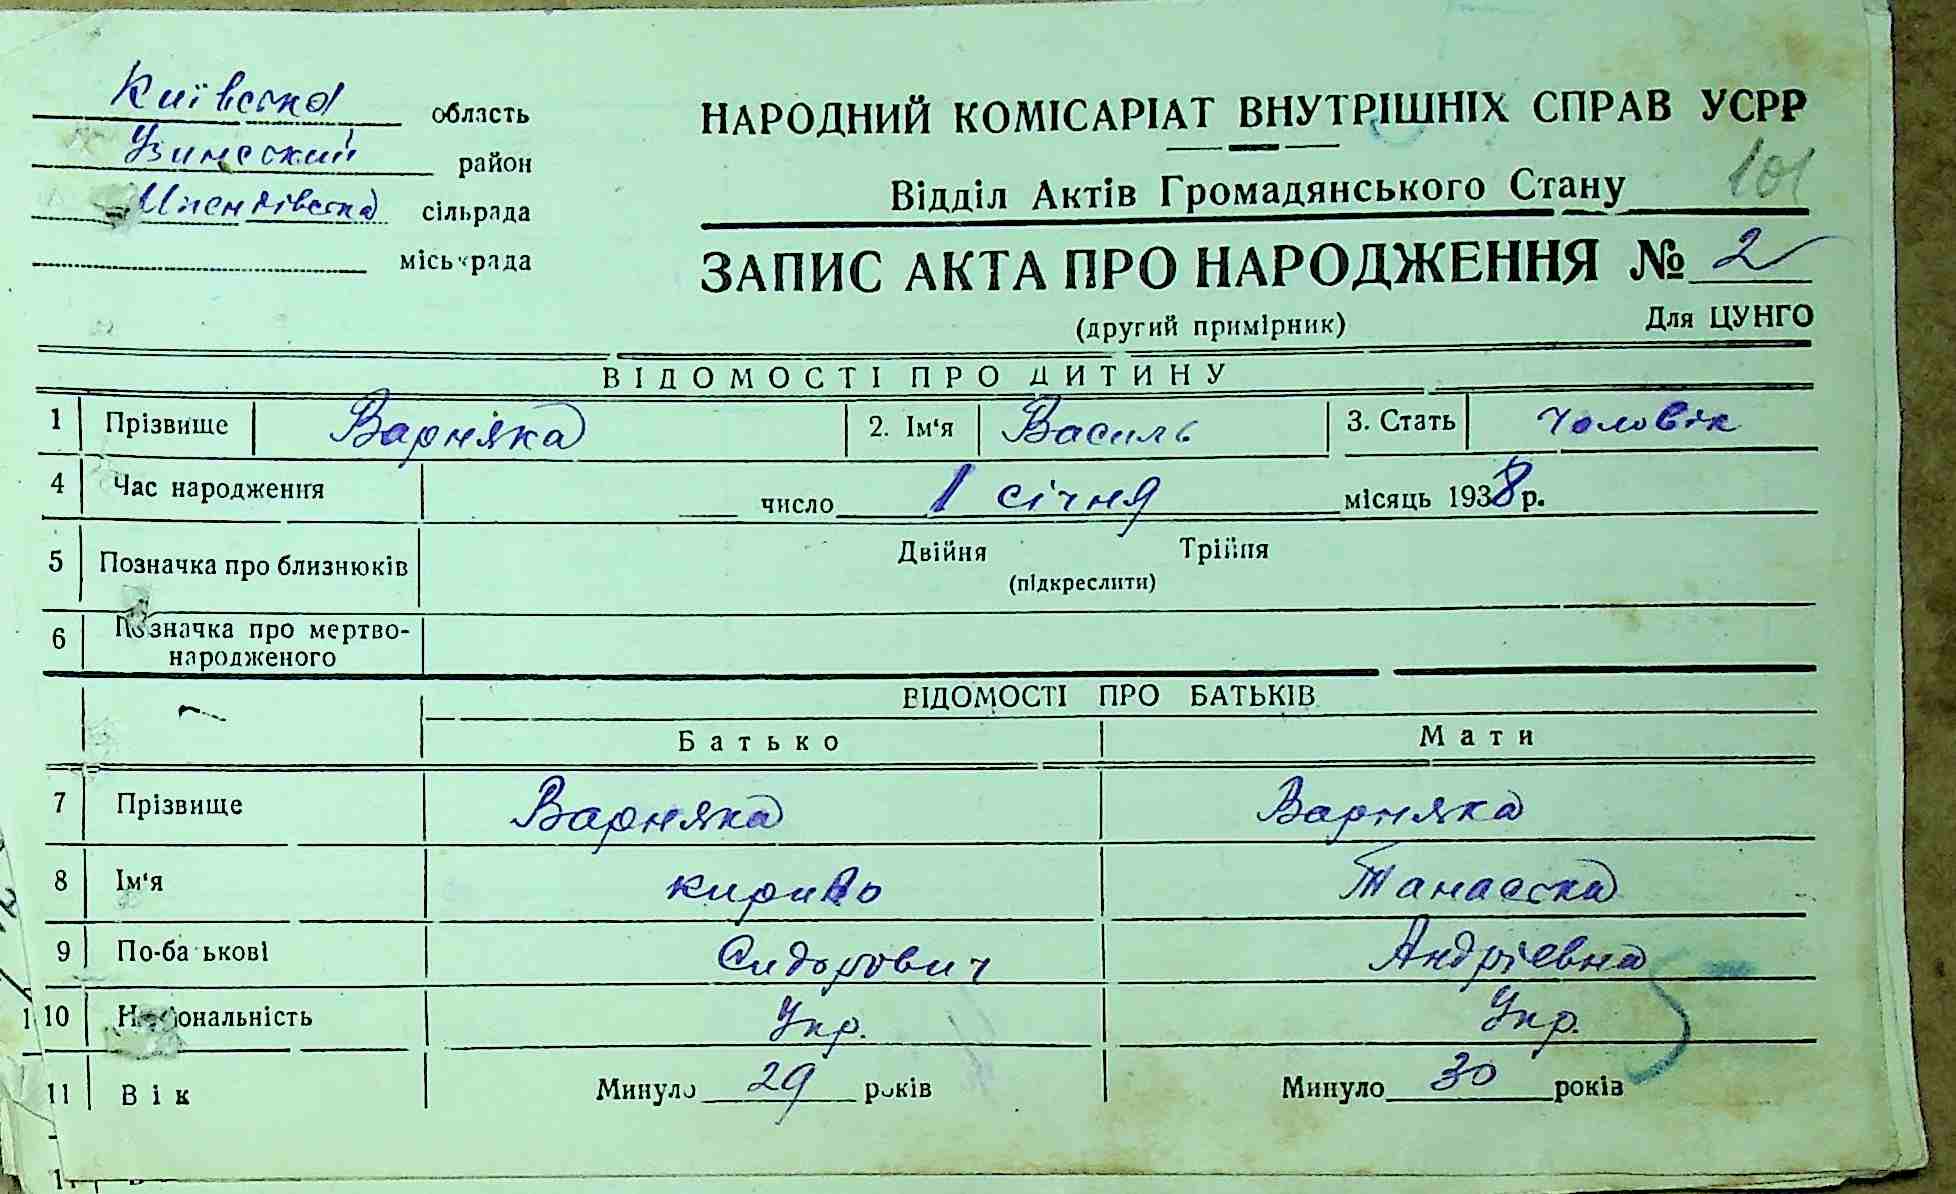 Київська область
Узинський район
сільрада
міськрада
НАРОДНИЙ КОМІСАРІАТ ВНУТРІШНІХ СПРАВ УСРР
Відділ Актів Громадянського Стану 101
ЗАПИС АКТА ПРО НАРОДЖЕННЯ № 2
(другий примірник) Для ЦУНГО
ВІДОМОСТІ ПРО ДИТИНУ
1 Прізвище Варняка 2. Ім‘я Василь 3. Стать чоловік
4 Час народження число 1 січня місяць 1938 р.
5 Позначка про близнюків Двійня Трійня
(підкреслити)
6 Позначка про мертво-
народженого
ВІДОМОСТІ ПРО БАТЬКІВ
Батько Мати
7 Прізвище Варняка Варняка
8 Ім‘я Кирило Танаска
9 По-батькові Сидорович Андрієвна
10 Національність Укр. Укр.
11 Вік Минуло 29 років Минуло 30 років